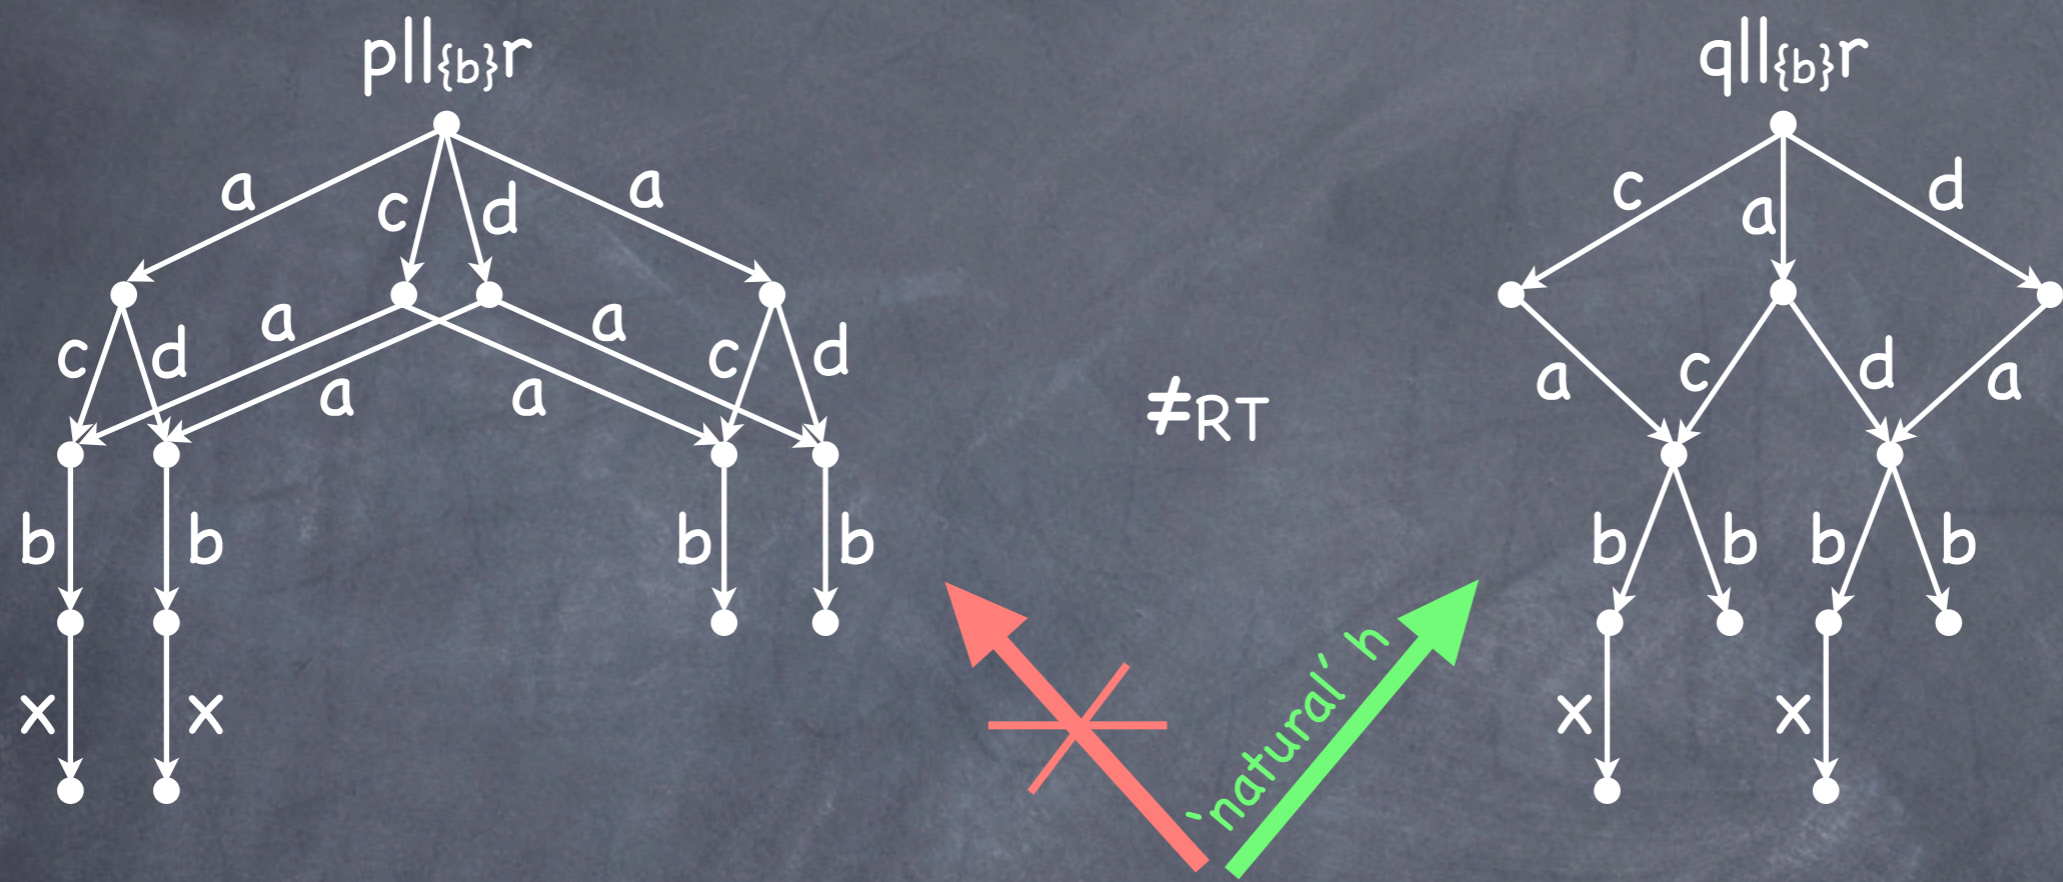 p||{b}r q||{b}r
a c d a c a d
c d a a c d a c d a
a a
≠RT
b b b b b b b b
`natural´ h
x x x x